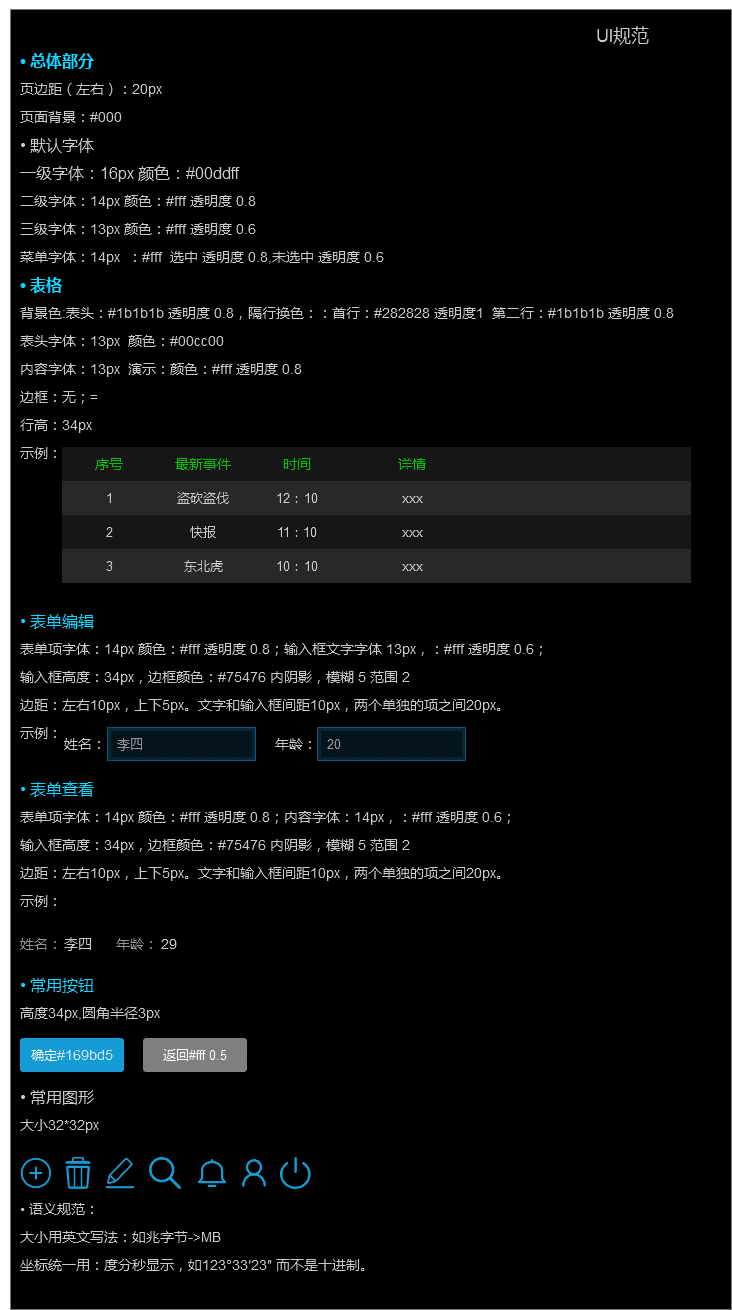 UI规范
• 总体部分
页边距（左右）：20px
页面背景：#000
• 默认字体
一级字体：16px 颜色：#00ddff
二级字体：14px 颜色：#fff 透明度 0.8
三级字体：13px 颜色：#fff 透明度 0.6
菜单字体：14px ：#fff 选中 透明度 0.8,未选中 透明度 0.6
• 表格
背景色:表头：#1b1b1b 透明度 0.8，隔行换色：：首行：#282828 透明度1 第二行：#1b1b1b 透明度 0.8
表头字体：13px 颜色：#00cc00
内容字体：13px 演示：颜色：#fff 透明度 0.8
边框：无；=
行高：34px
示例：
序号 最新事件 时间 详情
1 盗砍盗伐 12：10 xxx
2 快报 11：10 xxx
3 东北虎 10：10 xxx
• 表单编辑
表单项字体：14px 颜色：#fff 透明度 0.8；输入框文字字体 13px，：#fff 透明度 0.6；
输入框高度：34px，边框颜色：#75476 内阴影，模糊 5 范围 2
边距：左右10px，上下5px。文字和输入框间距10px，两个单独的项之间20px。
示例：
姓名： 李四 年龄： 20
• 表单查看
表单项字体：14px 颜色：#fff 透明度 0.8；内容字体：14px，：#fff 透明度 0.6；
输入框高度：34px，边框颜色：#75476 内阴影，模糊 5 范围 2
边距：左右10px，上下5px。文字和输入框间距10px，两个单独的项之间20px。
示例：
姓名： 李四 年龄： 29
• 常用按钮
高度34px,圆角半径3px
确定#169bd5 返回#fff 0.5
• 常用图形
大小32*32px
• 语义规范：
大小用英文写法：如兆字节->MB
坐标统一用：度分秒显示，如123°33′23″ 而不是十进制。